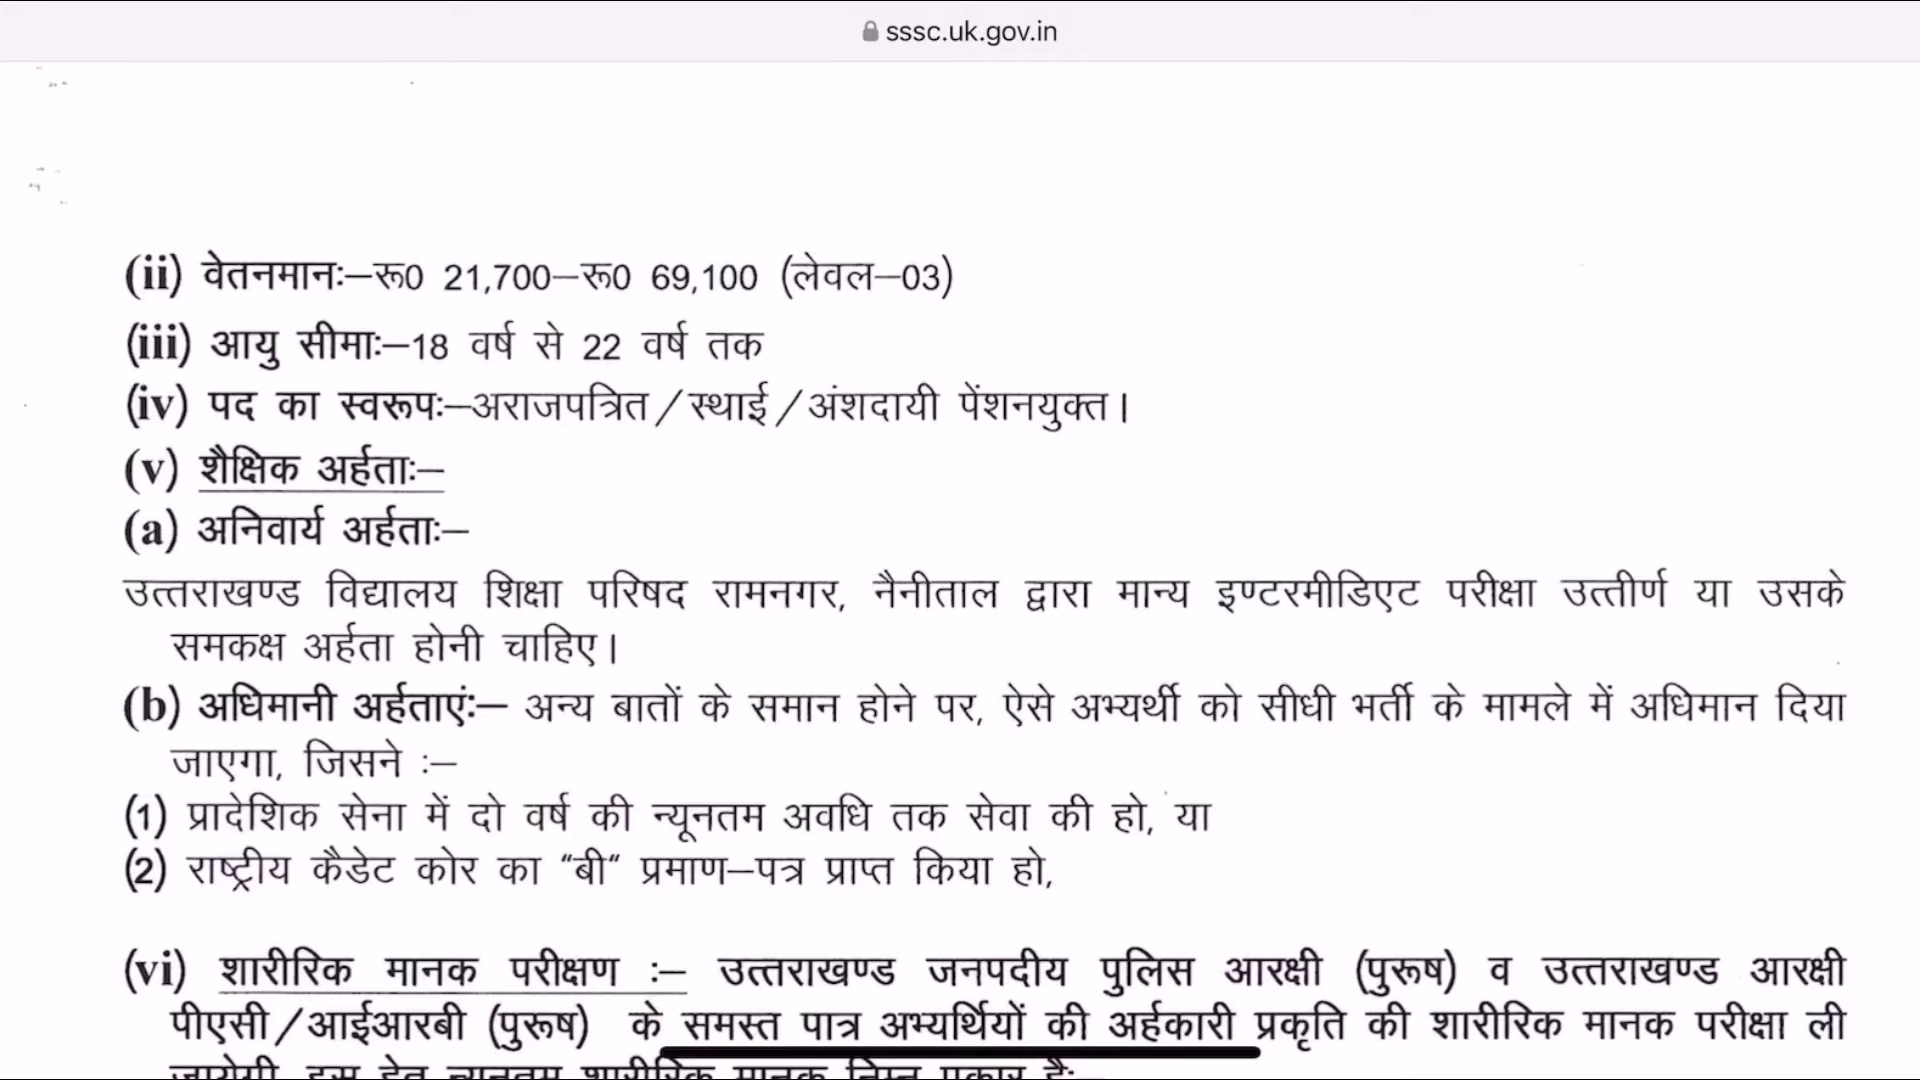 sssc.uk.gov.in
(ii) वेतनमानः–रू0 21,700–रू0 69,100 (लेवल–03)
(iii) आयु सीमाः–18 वर्ष से 22 वर्ष तक
(iv) पद का स्वरूपः–अराजपत्रित/स्थाई/अंशदायी पेंशनयुक्त।
(v) शैक्षिक अर्हताः–
(a) अनिवार्य अर्हताः–
उत्तराखण्ड विद्यालय शिक्षा परिषद रामनगर, नैनीताल द्वारा मान्य इण्टरमीडिएट परीक्षा उत्तीर्ण या उसके
समकक्ष अर्हता होनी चाहिए।
(b) अधिमानी अर्हताएंः– अन्य बातों के समान होने पर, ऐसे अभ्यर्थी को सीधी भर्ती के मामले में अधिमान दिया
जाएगा, जिसने :–
(1) प्रादेशिक सेना में दो वर्ष की न्यूनतम अवधि तक सेवा की हो, या
(2) राष्ट्रीय कैडेट कोर का “बी“ प्रमाण–पत्र प्राप्त किया हो,
(vi) शारीरिक मानक परीक्षण :– उत्तराखण्ड जनपदीय पुलिस आरक्षी (पुरूष) व उत्तराखण्ड आरक्षी
पीएसी/आईआरबी (पुरूष) के समस्त पात्र अभ्यर्थियों की अर्हकारी प्रकृति की शारीरिक मानक परीक्षा ली
जायेगी, इस हेतु न्यूनतम शारीरिक मानक निम्न प्रकार हैः–